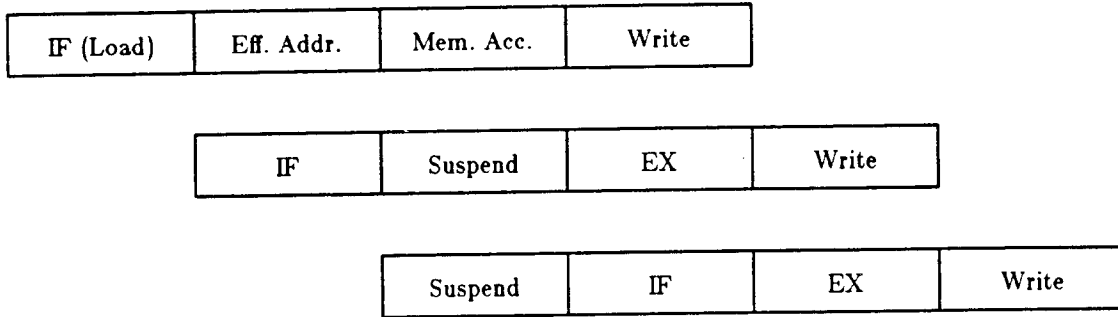 IF (Load) Eff. Addr. Mem. Acc. Write
IF Suspend EX Write
Suspend IF EX Write